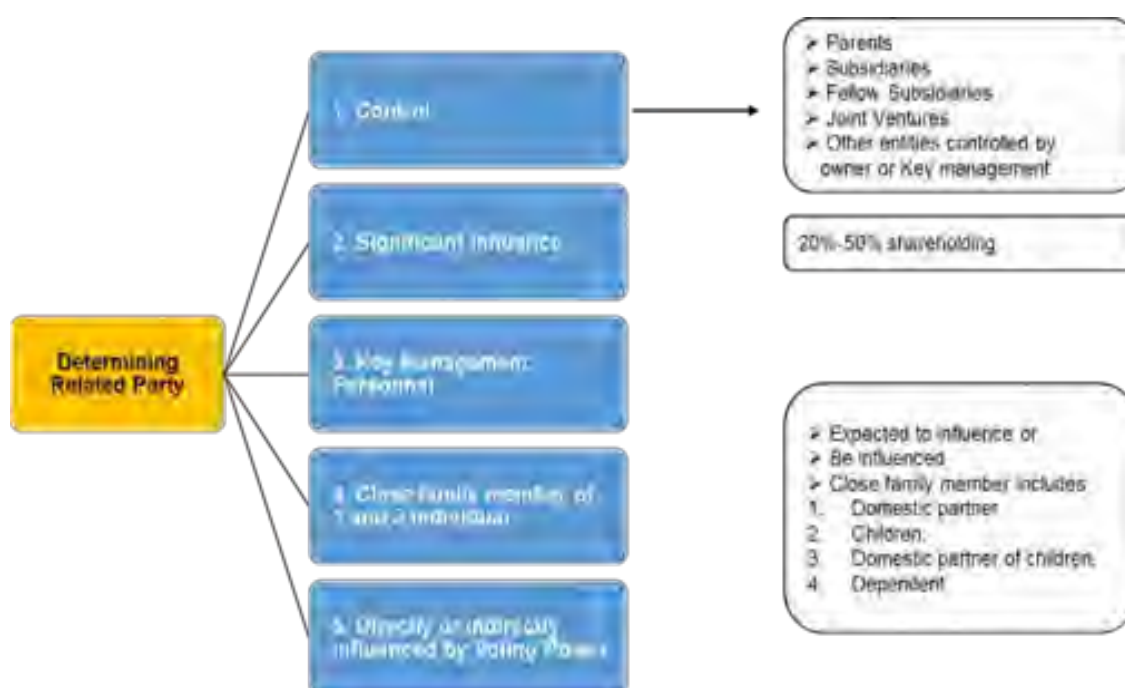 Determining
Related Party
1.
2. Significant Influence
3. Key Management
Personnel
4. Close family member of
1 and 2 individual
5. Directly or indirectly
influenced by Voting Power
➢ Parents
➢ Subsidiaries
➢ Fellow Subsidiaries
➢ Joint Ventures
➢ Other entities controlled by
owner or Key management
20%-50% shareholding
➢ Expected to influence or
➢ Be influenced
➢ Close family member includes
1. Domestic partner
2. Children.
3. Domestic partner of children.
4. Dependent